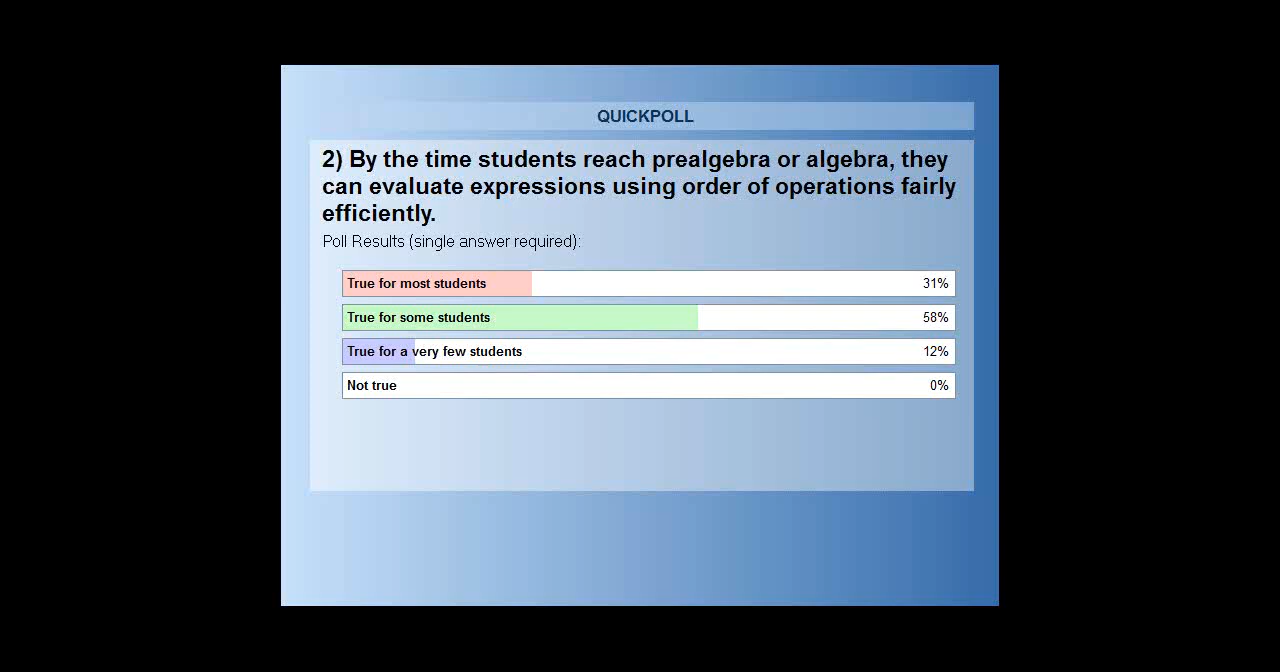 QUICKPOLL
2) By the time students reach prealgebra or algebra, they
can evaluate expressions using order of operations fairly
efficiently.
Poll Results (single answer required):
True for most students 31%
True for some students 58%
True for a very few students 12%
Not true 0%